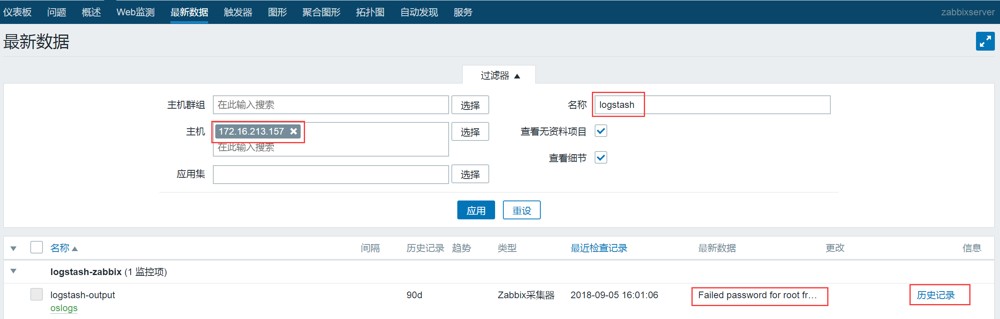 仪表板 问题 概述 Web监测 最新数据 触发器 图形 聚合图形 拓扑图 自动发现 服务 zabbixserver
最新数据
过滤器 ▲
主机群组 在此输入搜索 选择 名称 logstash
主机 172.16.213.157 ✖ 选择 查看无资料项目
在此输入搜索
查看细节
应用集 选择
应用 重设
名称 间隔 历史记录 趋势 类型 最近检查记录 最新数据 更改 信息
logstash-zabbix (1 监控项)
logstash-output 90d Zabbix采集器 2018-09-05 16:01:06 Failed password for root fr... 历史记录
oslogs